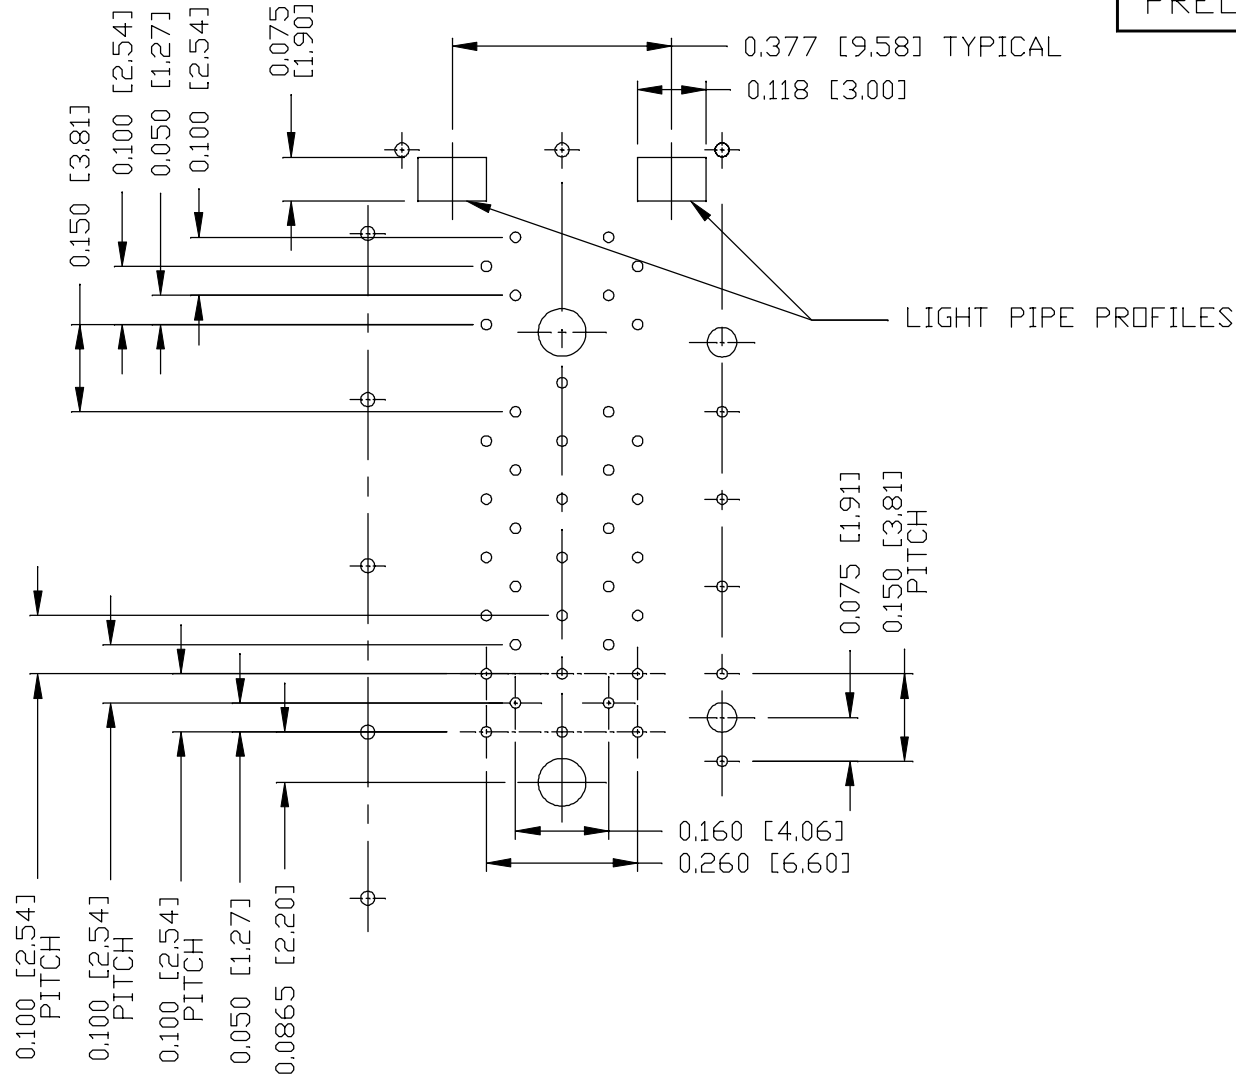 0.100 [2.54]
0.050 [1.27]
0.100 [2.54]
0.075
[1.90]
0.377 [9.58] TYPICAL
0.118 [3.00]
0.150 [3.81]
LIGHT PIPE PROFILES
0.075 [1.91]
0.150 [3.81]
PITCH
0.160 [4.06]
0.260 [6.60]
0.100 [2.54]
PITCH
0.100 [2.54]
PITCH
0.100 [2.54]
PITCH
0.050 [1.27]
0.0865 [2.20]